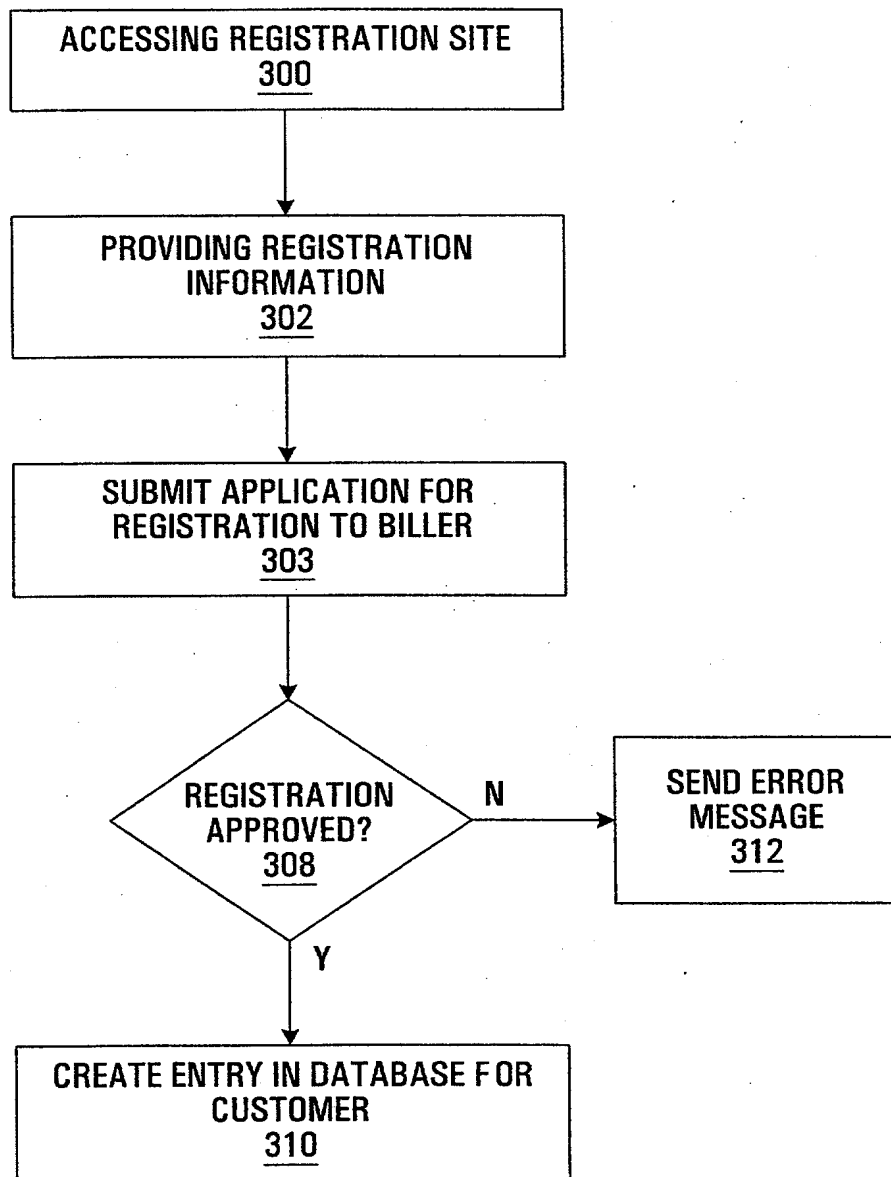 ACCESSING REGISTRATION SITE
300
PROVIDING REGISTRATION
INFORMATION
302
SUBMIT APPLICATION FOR
REGISTRATION TO BILLER
303
REGISTRATION
APPROVED?
308
N
SEND ERROR
MESSAGE
312
Y
CREATE ENTRY IN DATABASE FOR
CUSTOMER
310